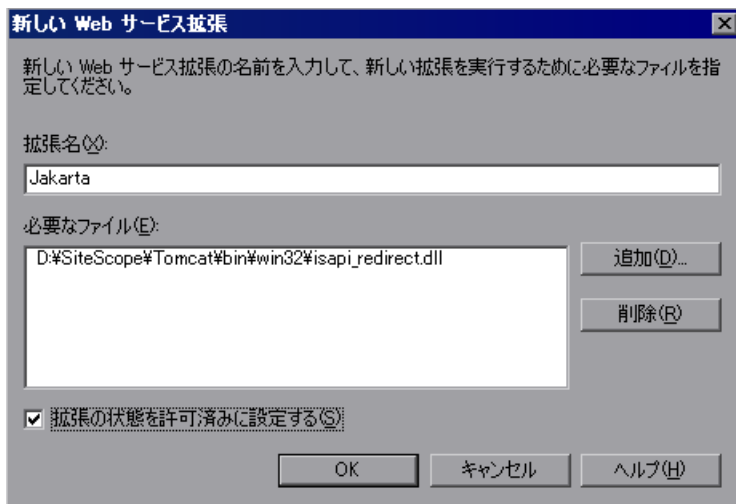 新しい Web サービス拡張
新しい Web サービス拡張の名前を入力して、新しい拡張を実行するために必要なファイルを指
定してください。
拡張名(X):
Jakarta
必要なファイル(E):
D:¥SiteScope¥Tomcat¥bin¥win32¥isapi_redirect.dll
追加(D)...
削除(R)
拡張の状態を許可済みに設定する(S)
OK
キャンセル
ヘルプ(H)